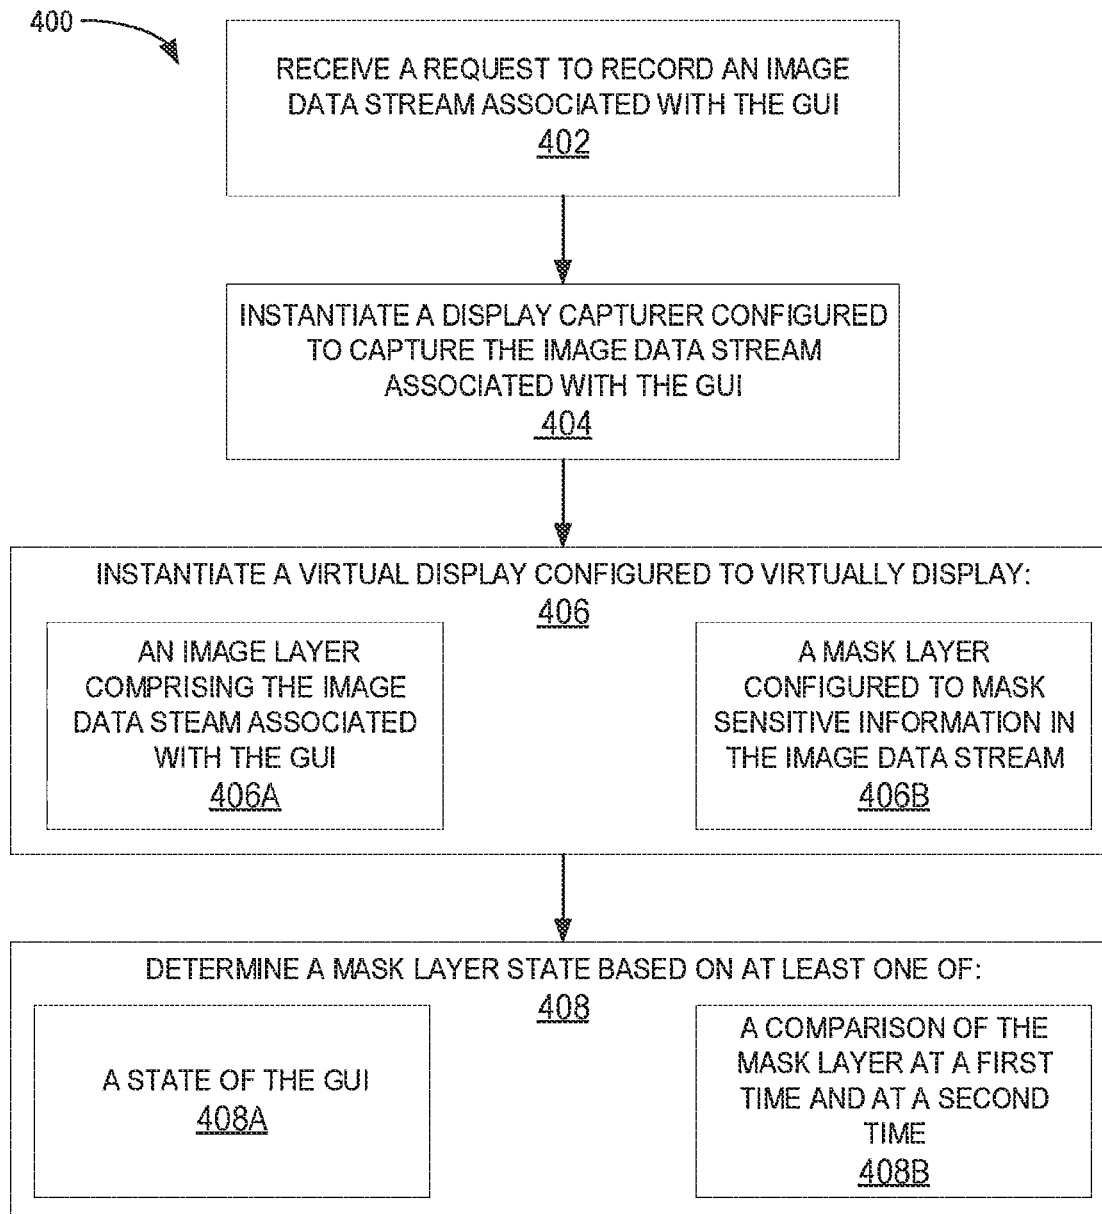 400
RECEIVE A REQUEST TO RECORD AN IMAGE
DATA STREAM ASSOCIATED WITH THE GUI
402
INSTANTIATE A DISPLAY CAPTURER CONFIGURED
TO CAPTURE THE IMAGE DATA STREAM
ASSOCIATED WITH THE GUI
404
INSTANTIATE A VIRTUAL DISPLAY CONFIGURED TO VIRTUALLY DISPLAY:
406
AN IMAGE LAYER
COMPRISING THE IMAGE
DATA STEAM ASSOCIATED
WITH THE GUI
406A
A MASK LAYER
CONFIGURED TO MASK
SENSITIVE INFORMATION IN
THE IMAGE DATA STREAM
406B
DETERMINE A MASK LAYER STATE BASED ON AT LEAST ONE OF:
408
A STATE OF THE GUI
408A
A COMPARISON OF THE
MASK LAYER AT A FIRST
TIME AND AT A SECOND
TIME
408B